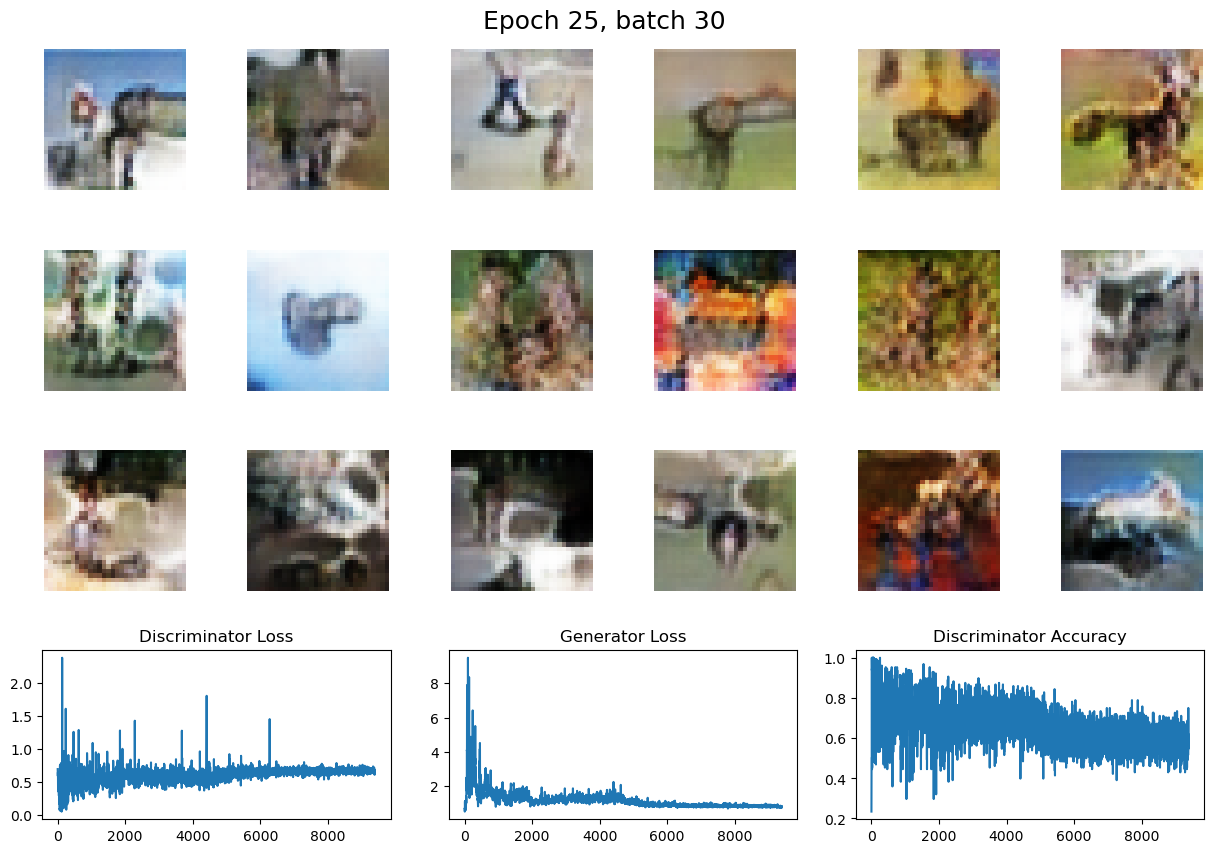 Epoch 25, batch 30
Discriminator Loss
Generator Loss
Discriminator Accuracy
2.0
1.5
1.0
0.5
0.0
0 2000 4000 6000 8000
8
6
4
2
0 2000 4000 6000 8000
1.0
0.8
0.6
0.4
0.2
0 2000 4000 6000 8000